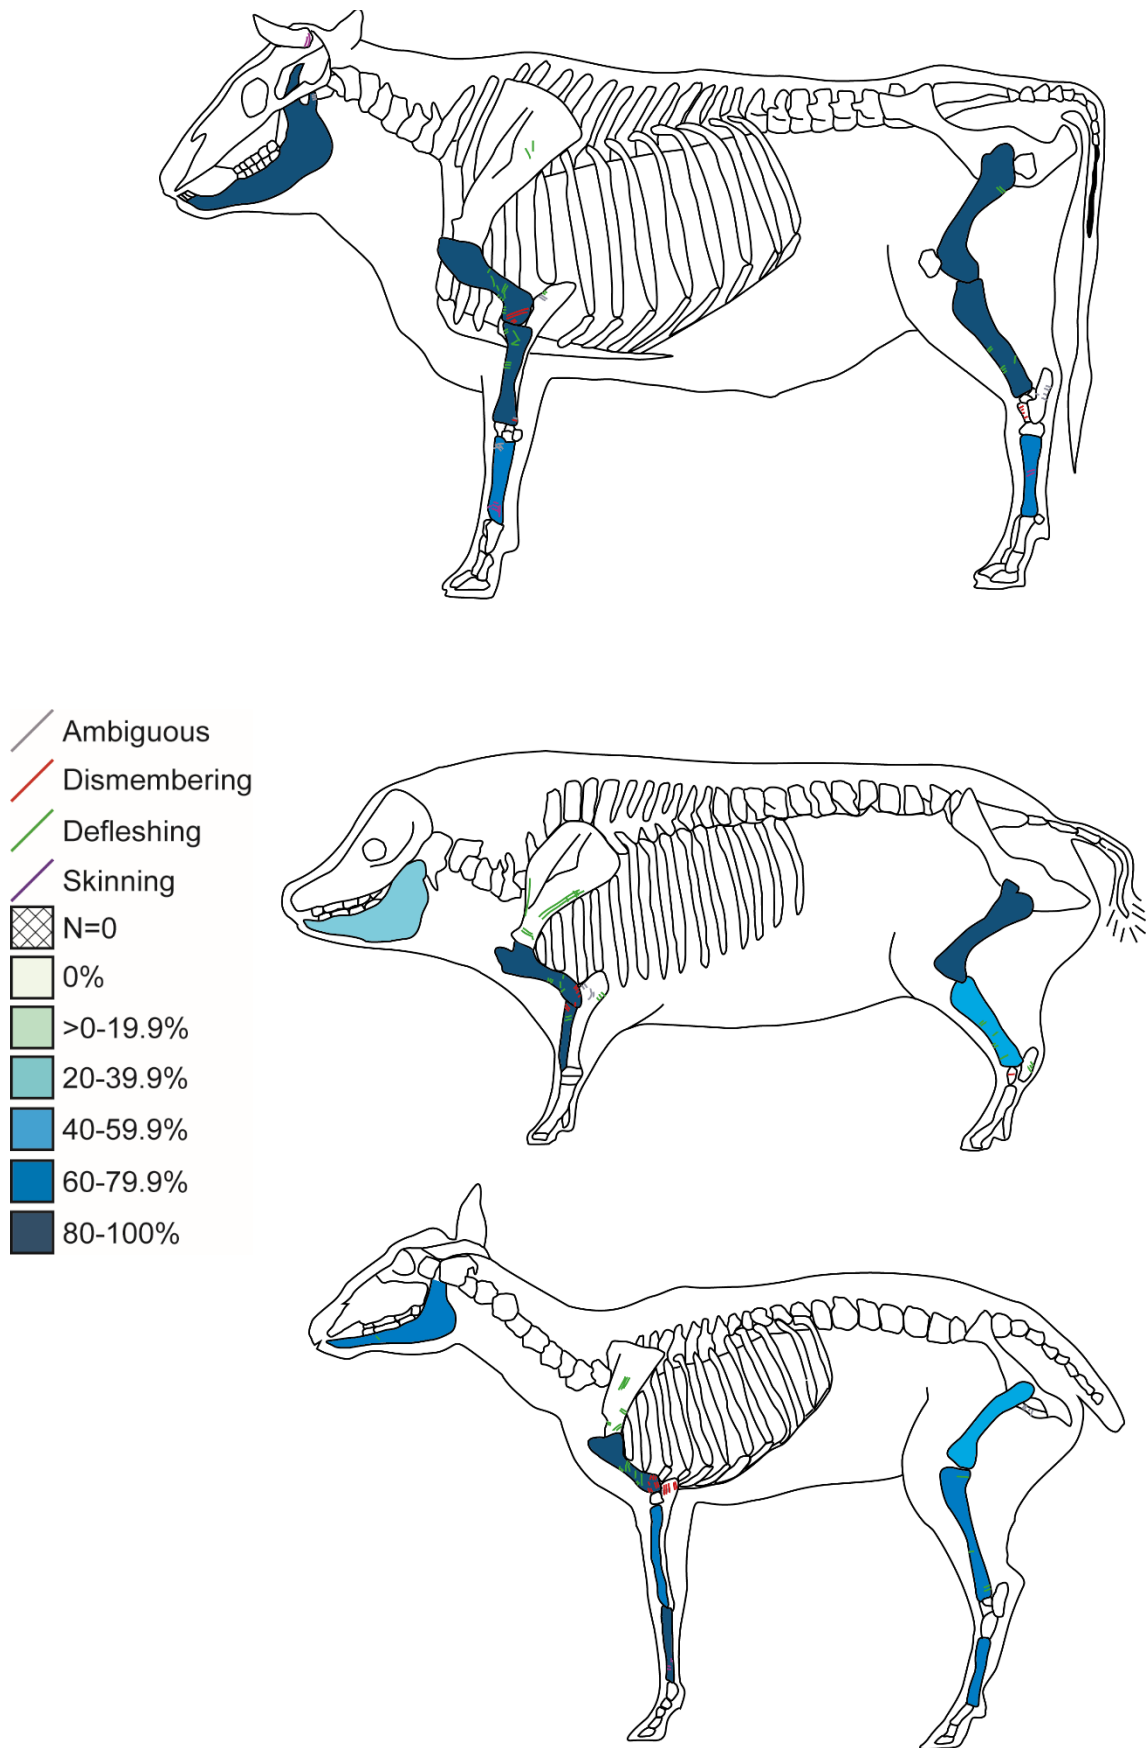 Ambiguous
Dismembering
Defleshing
Skinning
N=0
0%
>0-19.9%
20-39.9%
40-59.9%
60-79.9%
80-100%